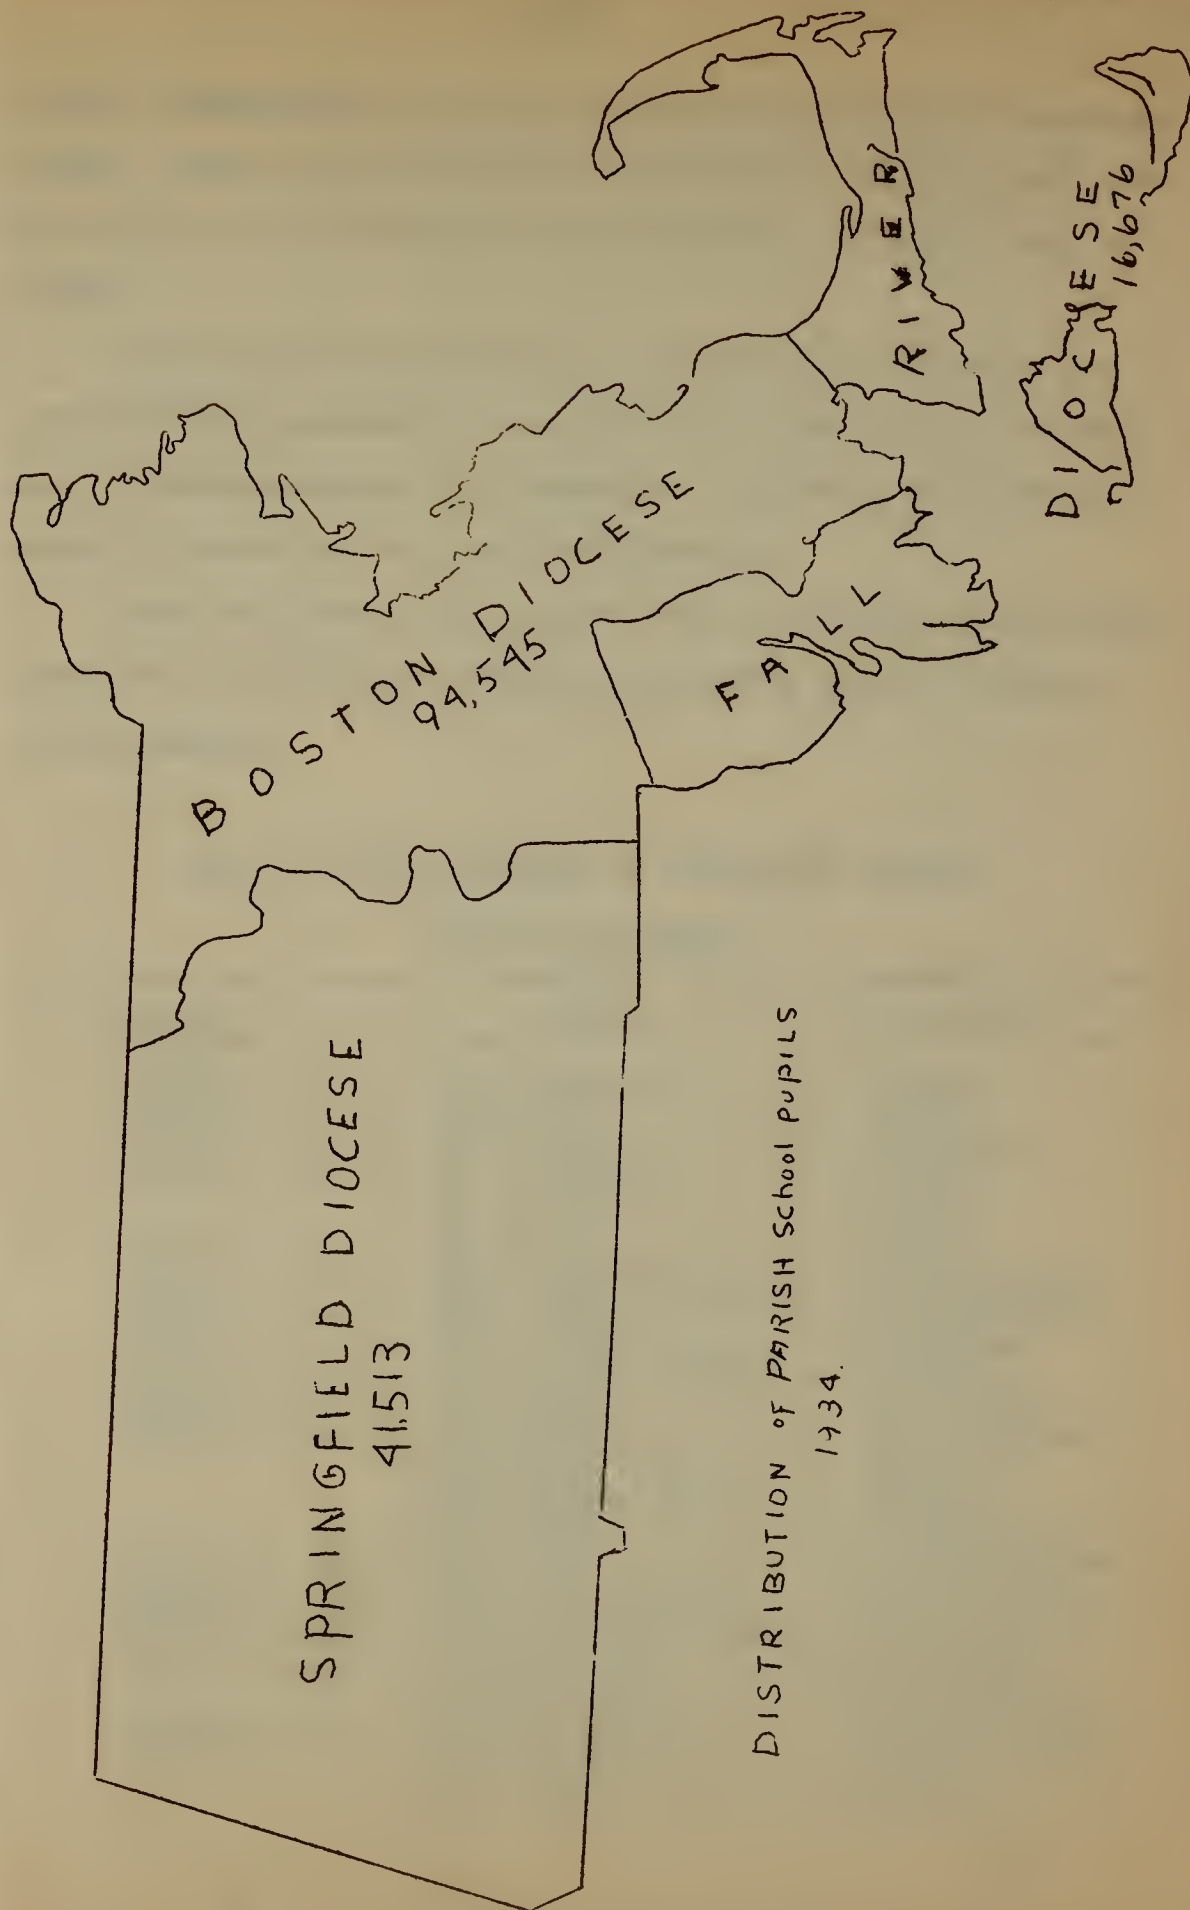 SPRINGFIELD DIOCESE
41,513
BOSTON DIOCESE
94,545
FALL RIVER DIOCESE
16,676
DISTRIBUTION of PARISH School PUPILS
1934.